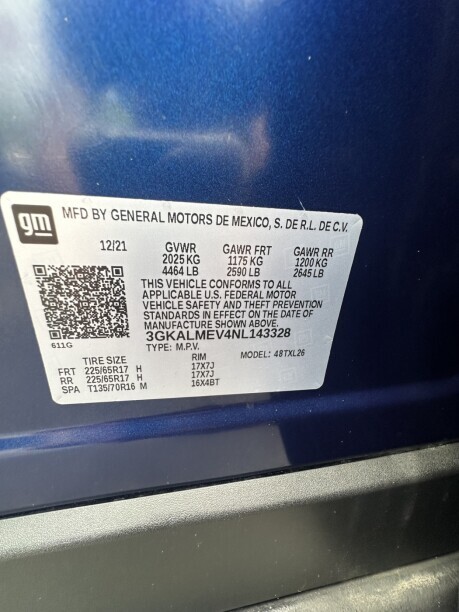 gm
MFD BY GENERAL MOTORS DE MEXICO, S. DE R.L. DE C.V.
12/21 GVWR GAWR FRT GAWR RR
2025 KG 1175 KG 1200 KG
4464 LB 2590 LB 2645 LB
THIS VEHICLE CONFORMS TO ALL
APPLICABLE U.S. FEDERAL MOTOR
VEHICLE SAFETY AND THEFT PREVENTION
STANDARDS IN EFFECT ON THE DATE OF
MANUFACTURE SHOWN ABOVE.
611G 3GKALMEV4NL143328
TYPE: M.P.V. MODEL: 48TXL26
TIRE SIZE RIM
FRT 225/65R17 H 17X7J
RR 225/65R17 H 17X7J
SPA T135/70R16 M 16X4BT